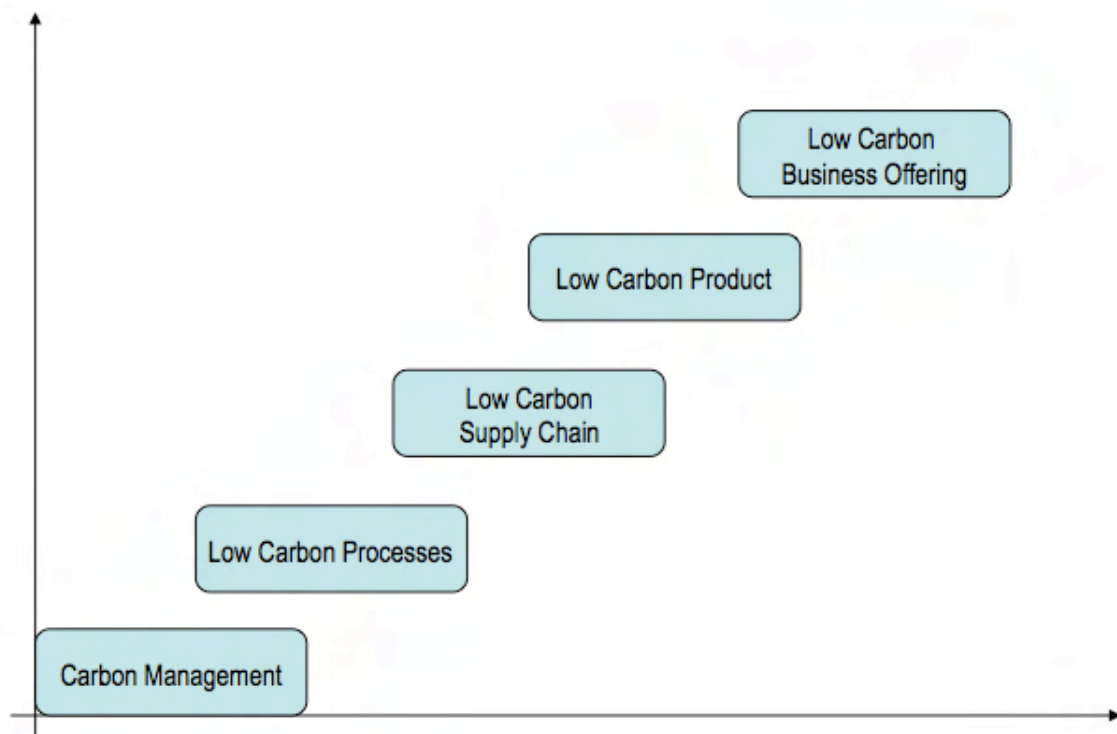 Low Carbon
Business Offering
Low Carbon Product
Low Carbon
Supply Chain
Low Carbon Processes
Carbon Management